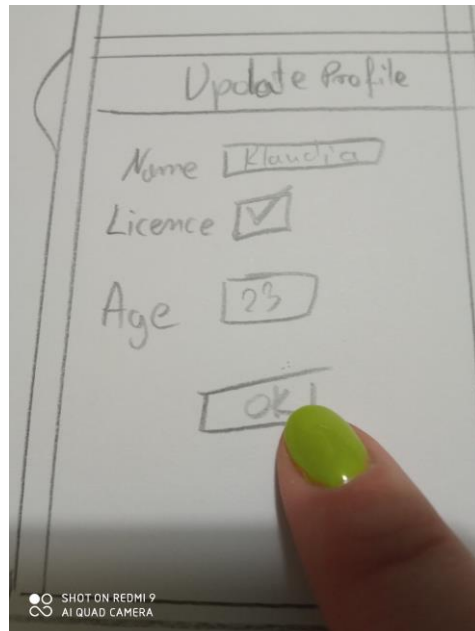 Update Profile
Name Klaudia
Licence ✓
Age 23
OK
SHOT ON REDMI 9
AI QUAD CAMERA